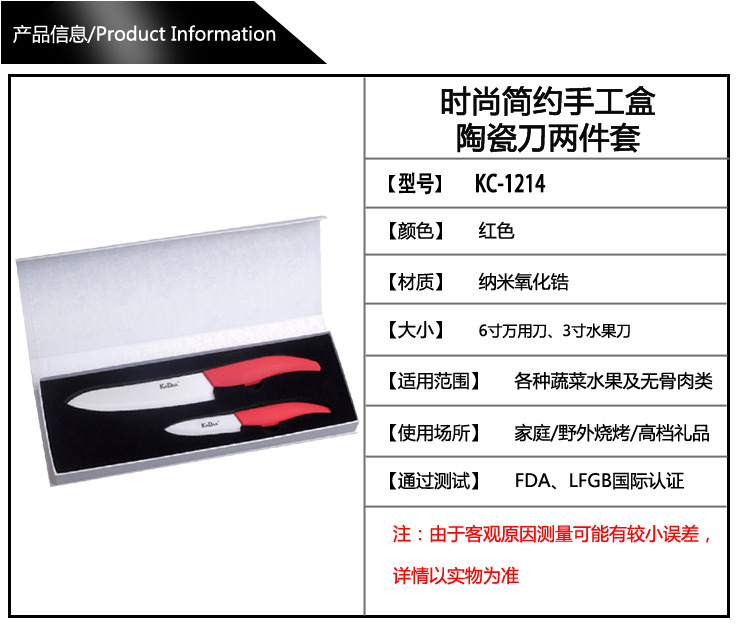 产品信息/Product Information
时尚简约手工盒
陶瓷刀两件套
【型号】 KC-1214
【颜色】 红色
【材质】 纳米氧化锆
【大小】 6寸万用刀、3寸水果刀
【适用范围】 各种蔬菜水果及无骨肉类
【使用场所】 家庭/野外烧烤/高档礼品
【通过测试】 FDA、LFGB国际认证
注：由于客观原因测量可能有较小误差，
详情以实物为准